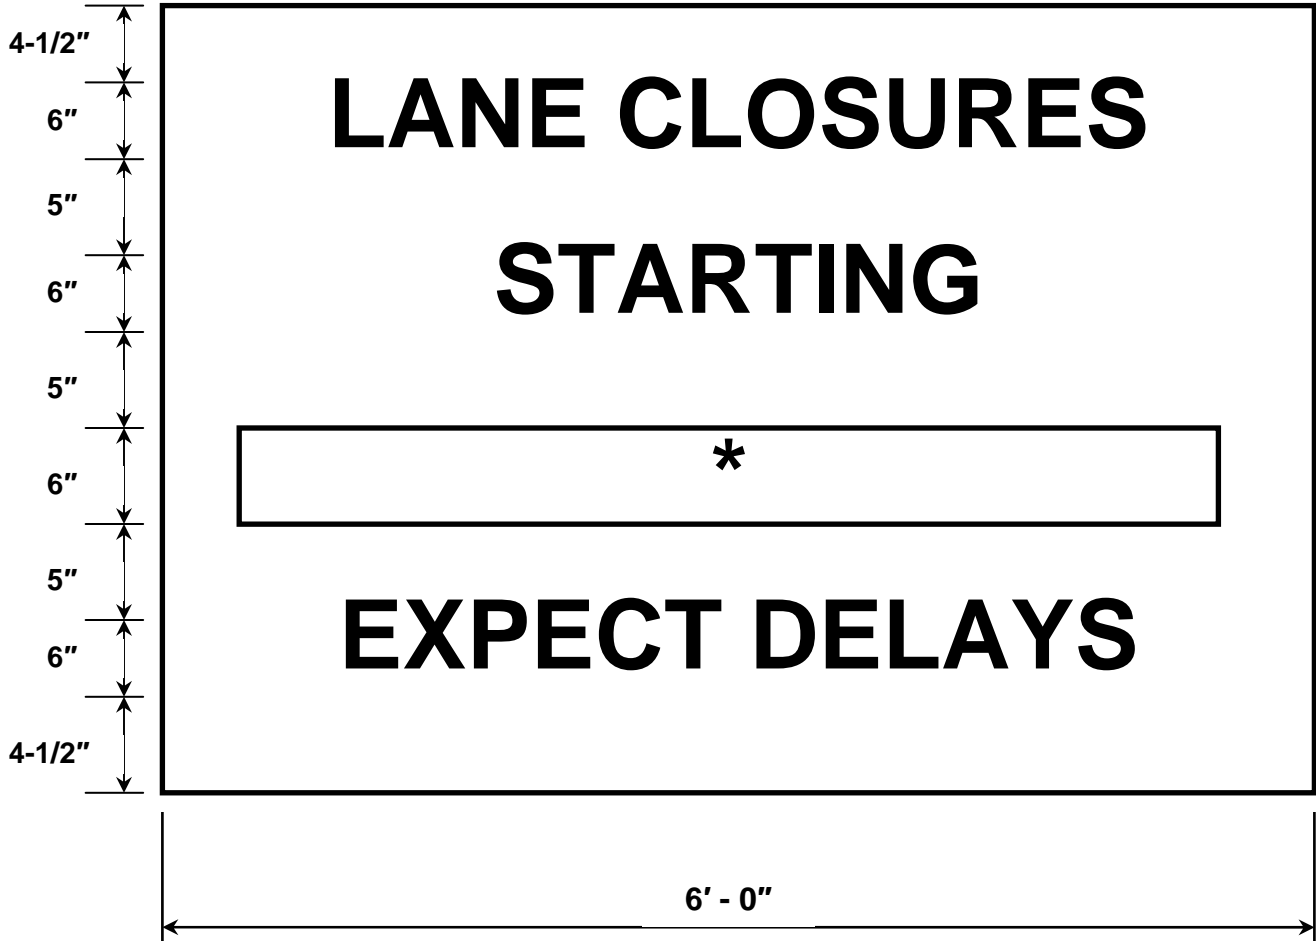 4-1/2″
6″
LANE CLOSURES
5″
6″
STARTING
5″
6″
*
5″
6″
EXPECT DELAYS
4-1/2″
6′ - 0″